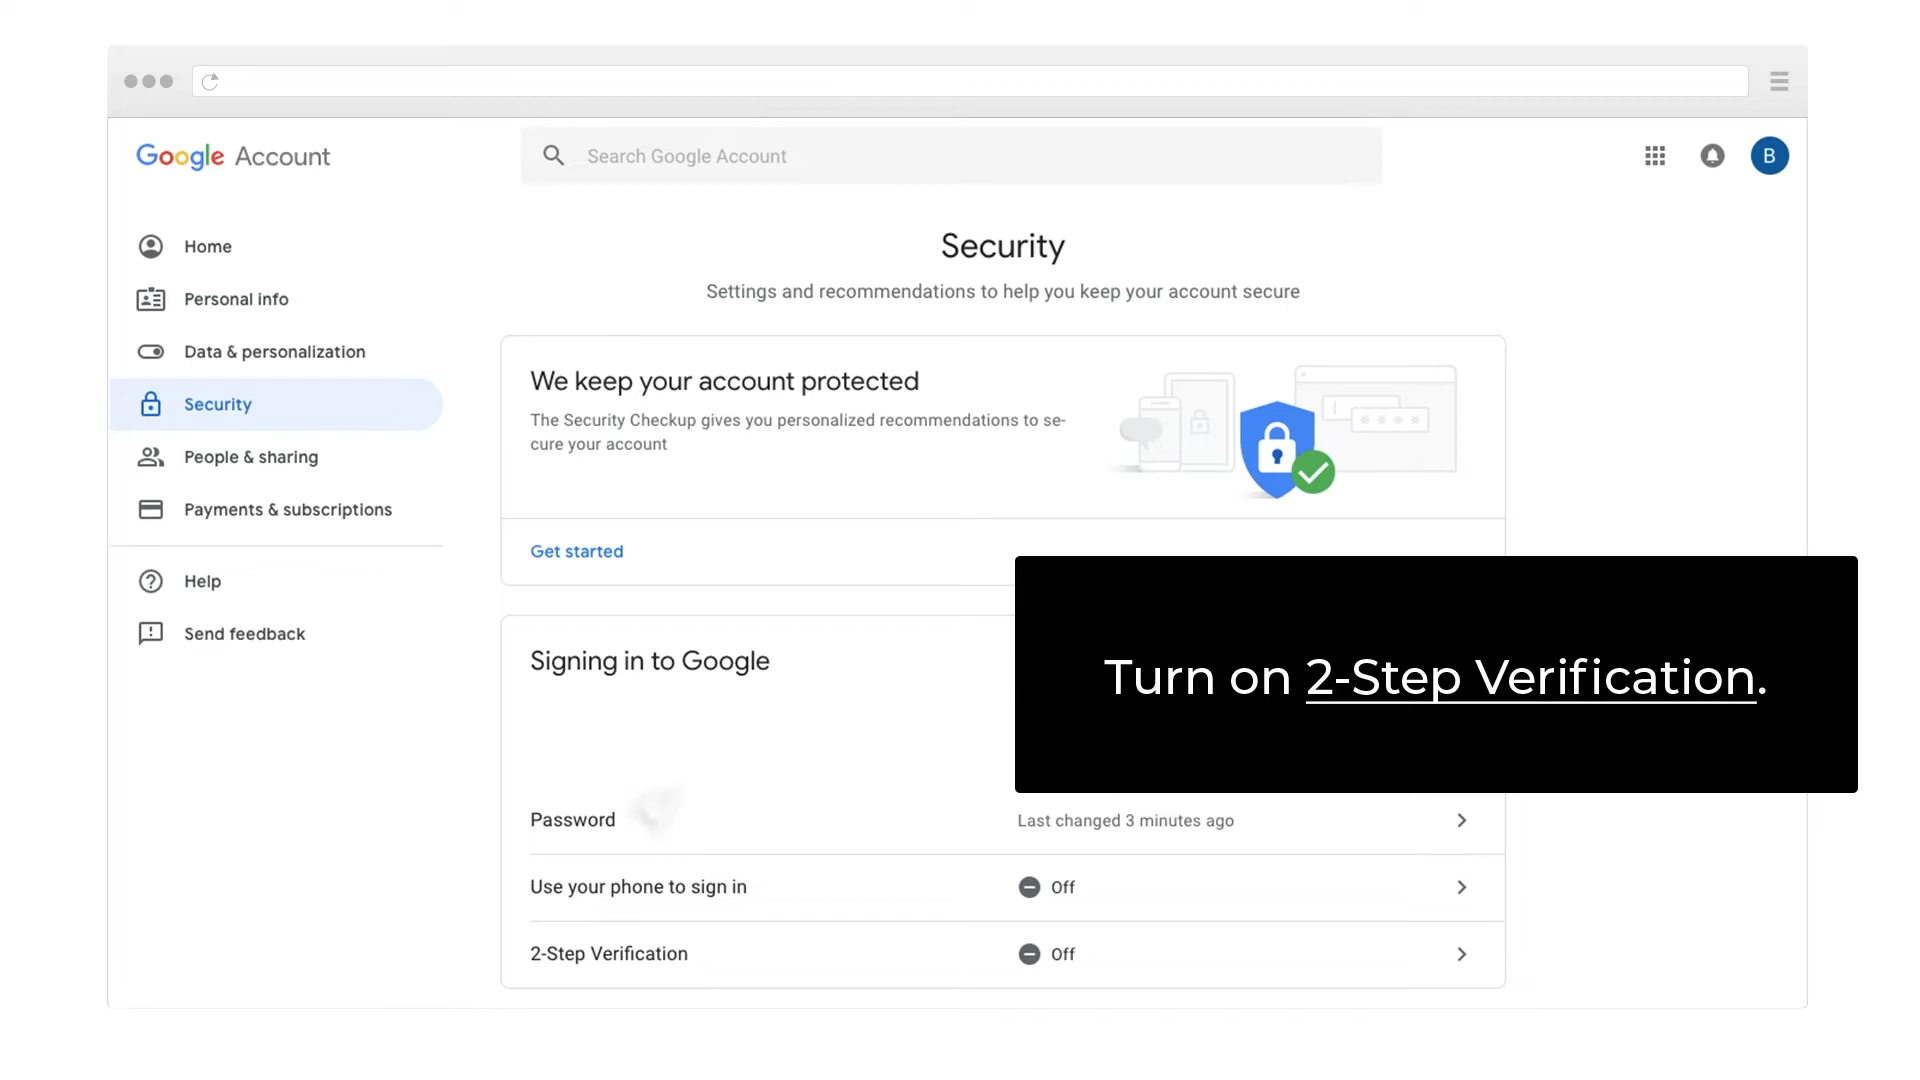 Google Account
Search Google Account
B
Home
Personal info
Data & personalization
Security
People & sharing
Payments & subscriptions
Help
Send feedback
Security
Settings and recommendations to help you keep your account secure
We keep your account protected
The Security Checkup gives you personalized recommendations to se-
cure your account
Get started
Signing in to Google
Turn on 2-Step Verification.
Password
Last changed 3 minutes ago
Use your phone to sign in
Off
2-Step Verification
Off